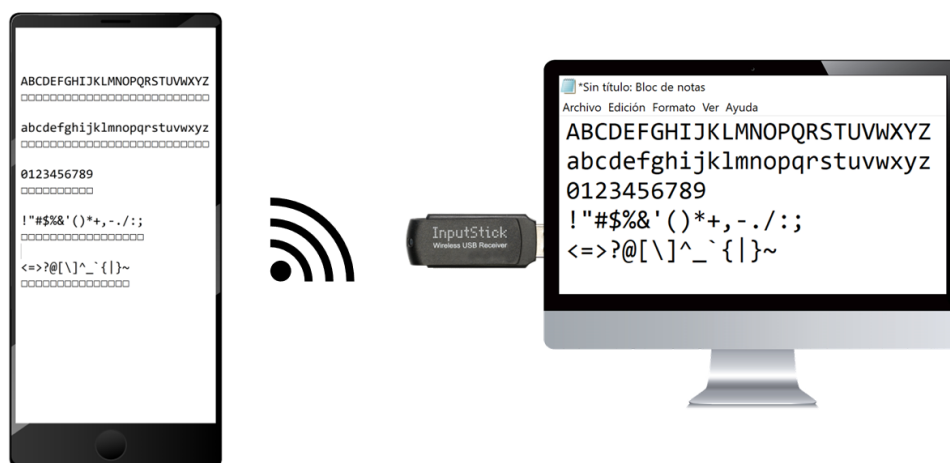 ABCDEFGHIJKLMNOPQRSTUVWXYZ
□□□□□□□□□□□□□□□□□□□□□□□□□□
abcdefghijklmnopqrstuvwxyz
□□□□□□□□□□□□□□□□□□□□□□□□□□
0123456789
□□□□□□□□□□
!"#$%&'()*+,-./:;
□□□□□□□□□□□□□□□□□
<=>?@[\]^_`{|}~
□□□□□□□□□□□□□□□
InputStick
Wireless USB Receiver
*Sin título: Bloc de notas
Archivo Edición Formato Ver Ayuda
ABCDEFGHIJKLMNOPQRSTUVWXYZ
abcdefghijklmnopqrstuvwxyz
0123456789
!"#$%&'()*+,-./:;
<=>?@[\]^_`{|}~